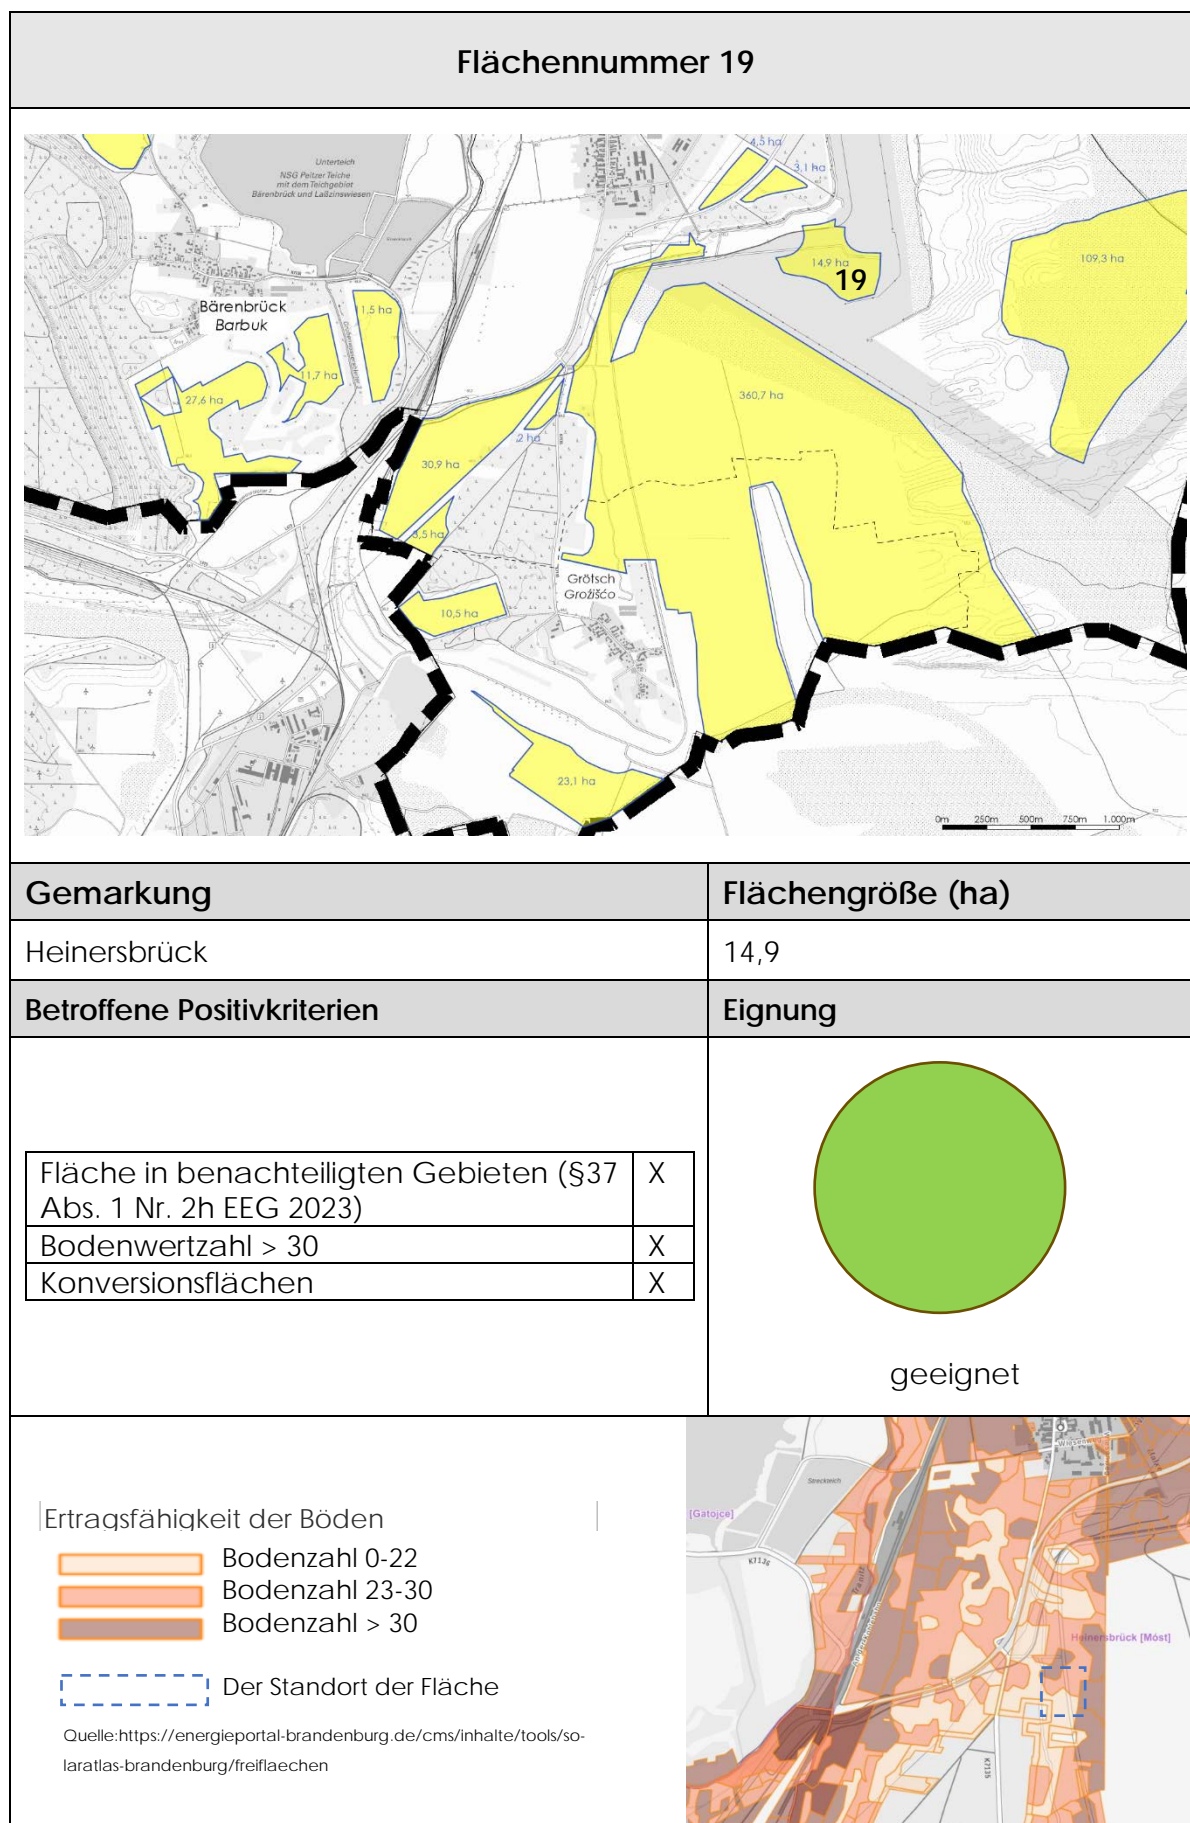 Flächennummer 19
Unterteich
NSG Peitzer Teiche
mit dem Teichgebiet
Bärenbrück und Laßzinswiesen
4,5 ha
3,1 ha
14,9 ha
19
109,3 ha
Bärenbrück
Barbuk
11,5 ha
11,7 ha
27,6 ha
360,7 ha
2 ha
30,9 ha
3,5 ha
Grötsch
Grožišćo
10,5 ha
23,1 ha
0m 250m 500m 750m 1.000m
Gemarkung
Flächengröße (ha)
Heinersbrück
14,9
Betroffene Positivkriterien
Eignung
Fläche in benachteiligten Gebieten (§37 X
Abs. 1 Nr. 2h EEG 2023)
Bodenwertzahl > 30 X
Konversionsflächen X
geeignet
Ertragsfähigkeit der Böden
Bodenzahl 0-22
Bodenzahl 23-30
Bodenzahl > 30
Der Standort der Fläche
Quelle:https://energieportal-brandenburg.de/cms/inhalte/tools/so-
laratlas-brandenburg/freiflaechen
Wiesenweg
Streckteich
[Gatojce]
K7136
Tranitz
Heinersbrück [Móst]
K7135